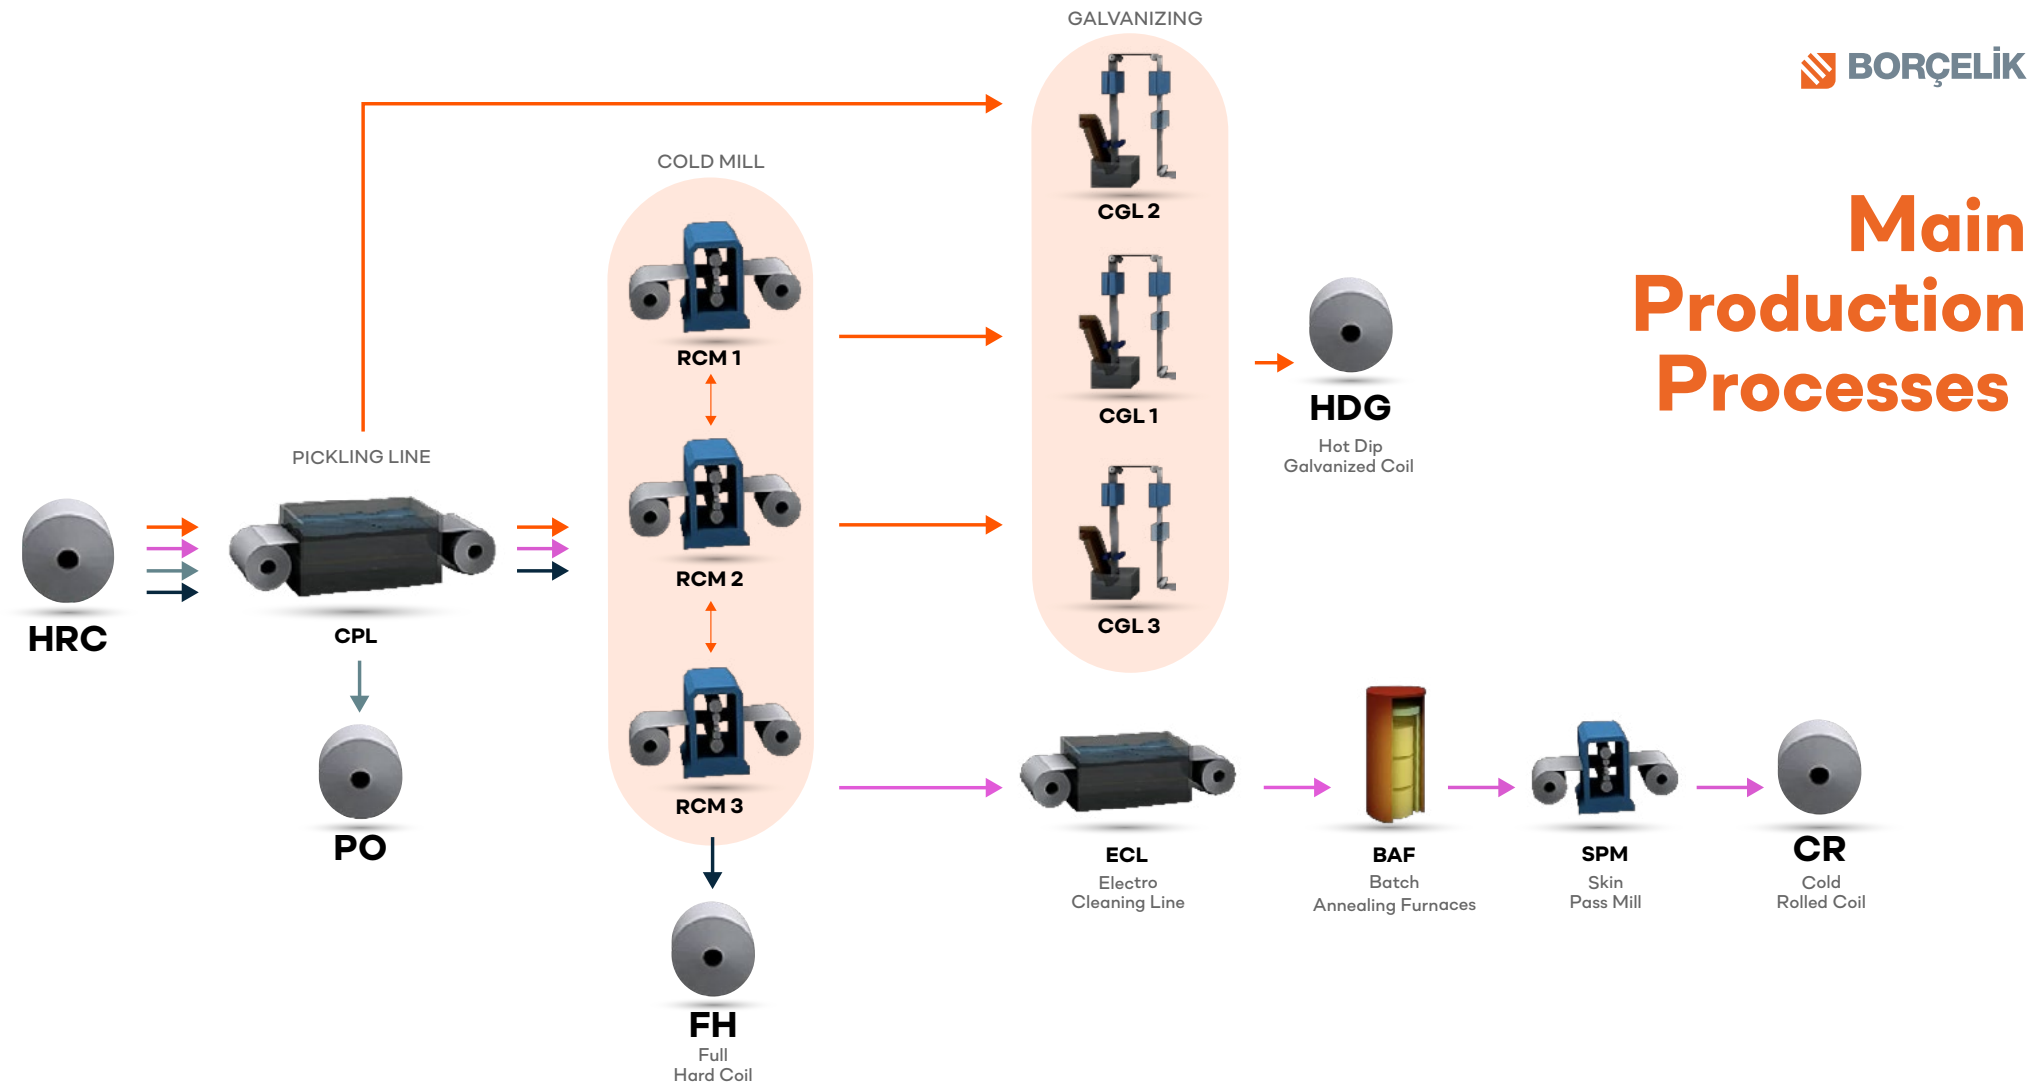 GALVANIZING
BORÇELİK
Main
Production
Processes
COLD MILL
CGL 2
RCM 1
CGL 1
HDG
Hot Dip
Galvanized Coil
PICKLING LINE
RCM 2
CGL 3
HRC
CPL
RCM 3
PO
ECL
Electro
Cleaning Line
BAF
Batch
Annealing Furnaces
SPM
Skin
Pass Mill
CR
Cold
Rolled Coil
FH
Full
Hard Coil